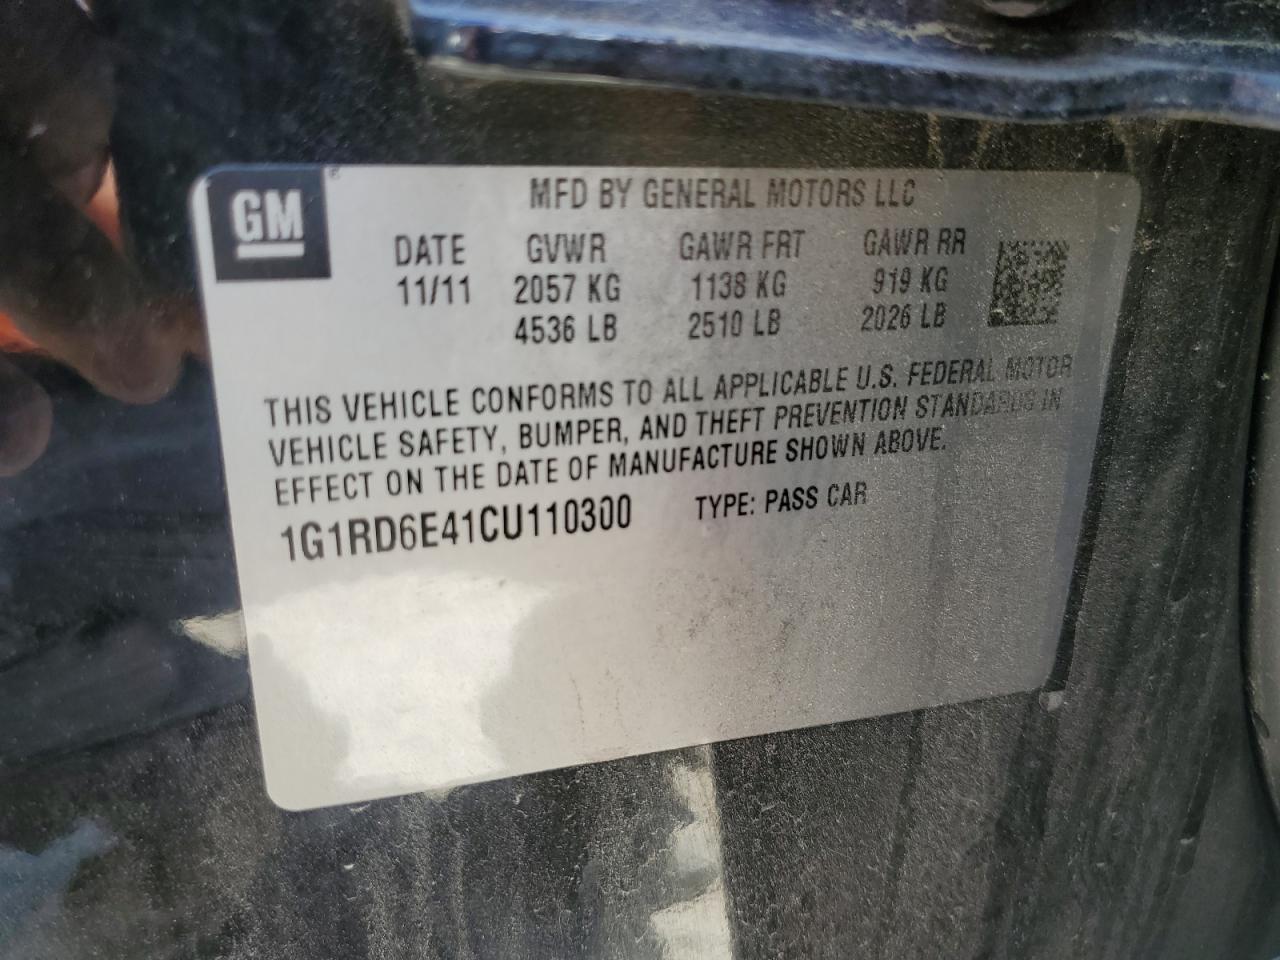 GM
MFD BY GENERAL MOTORS LLC
DATE GVWR GAWR FRT GAWR RR
11/11 2057 KG 1138 KG 919 KG
4536 LB 2510 LB 2026 LB
THIS VEHICLE CONFORMS TO ALL APPLICABLE U.S. FEDERAL MOTOR
VEHICLE SAFETY, BUMPER, AND THEFT PREVENTION STANDARDS IN
EFFECT ON THE DATE OF MANUFACTURE SHOWN ABOVE.
1G1RD6E41CU110300 TYPE: PASS CAR